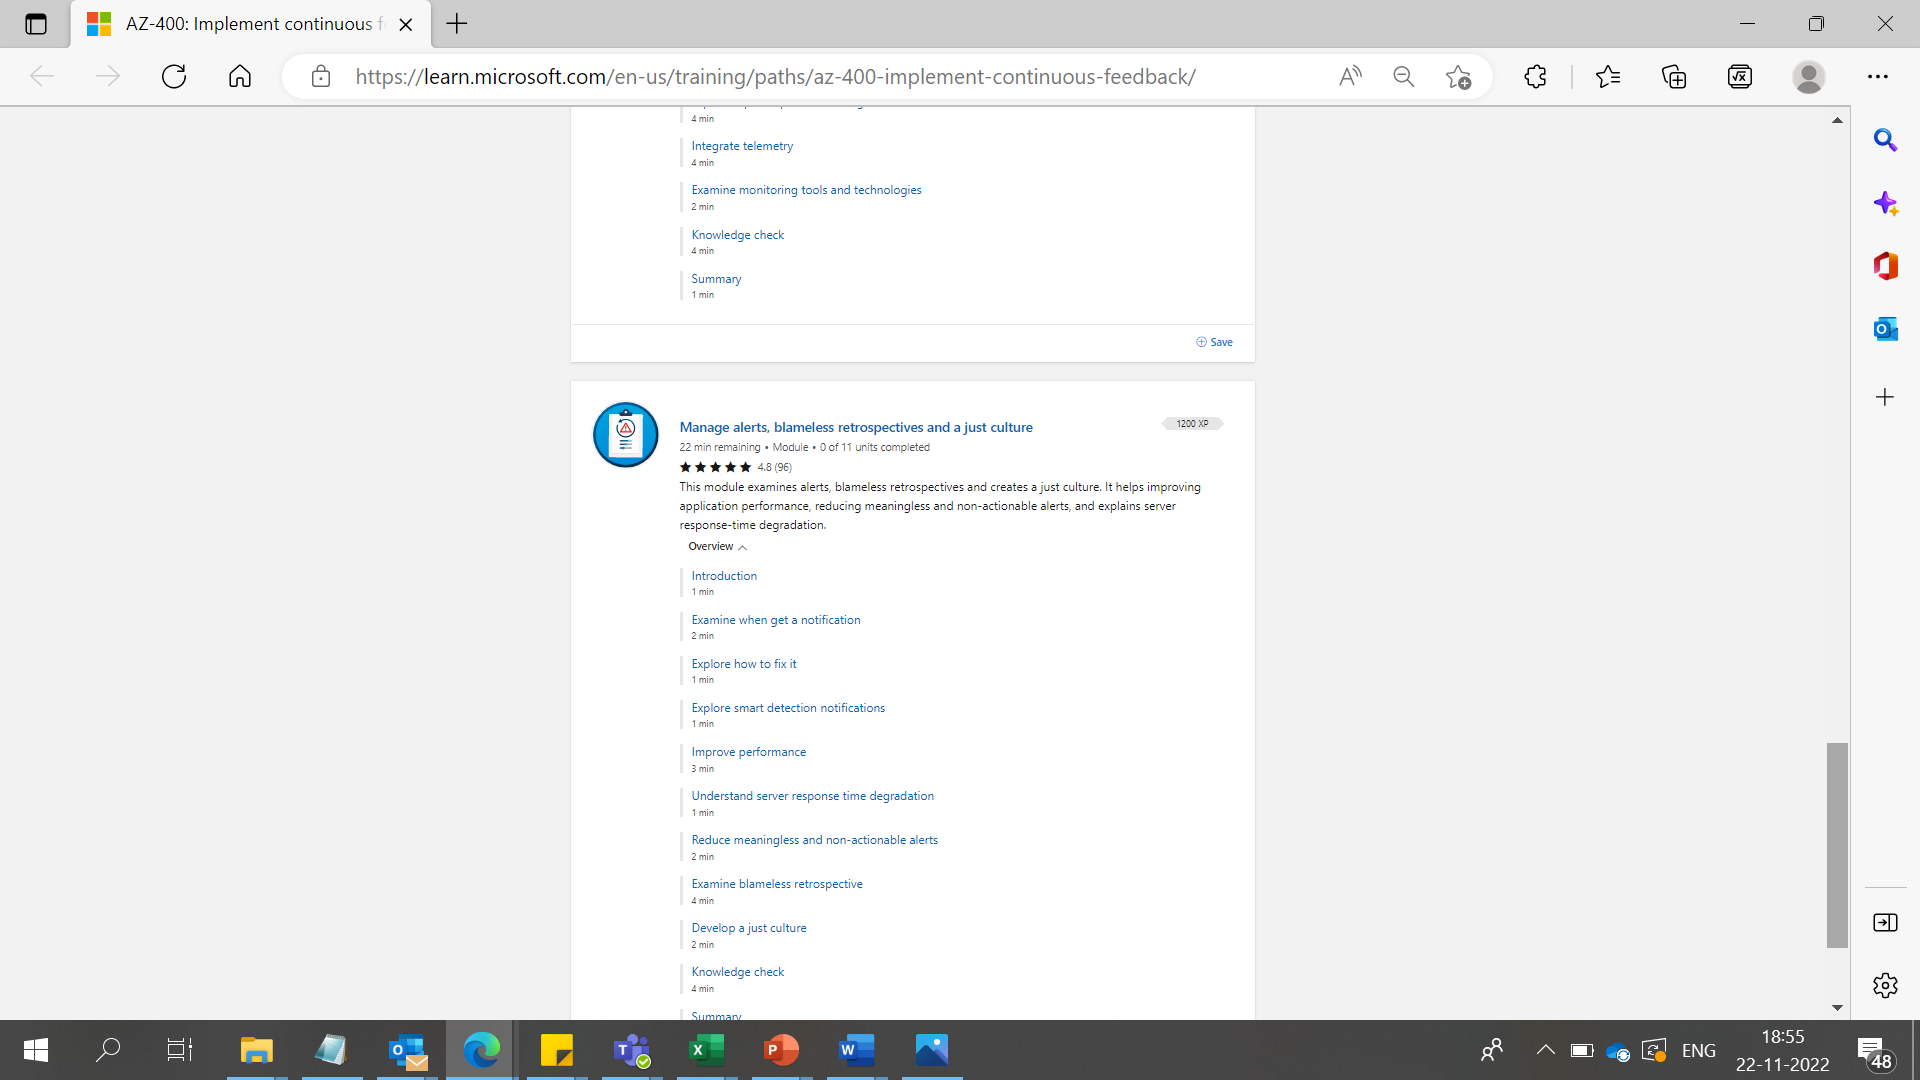 AZ-400: Implement continuous f
https://learn.microsoft.com/en-us/training/paths/az-400-implement-continuous-feedback/
4 min
Integrate telemetry
4 min
Examine monitoring tools and technologies
2 min
Knowledge check
4 min
Summary
1 min
Save
Manage alerts, blameless retrospectives and a just culture
1200 XP
22 min remaining • Module • 0 of 11 units completed
4.8 (96)
This module examines alerts, blameless retrospectives and creates a just culture. It helps improving
application performance, reducing meaningless and non-actionable alerts, and explains server
response-time degradation.
Overview
Introduction
1 min
Examine when get a notification
2 min
Explore how to fix it
1 min
Explore smart detection notifications
1 min
Improve performance
3 min
Understand server response time degradation
1 min
Reduce meaningless and non-actionable alerts
2 min
Examine blameless retrospective
4 min
Develop a just culture
2 min
Knowledge check
4 min
Summary
ENG
18:55
22-11-2022
48